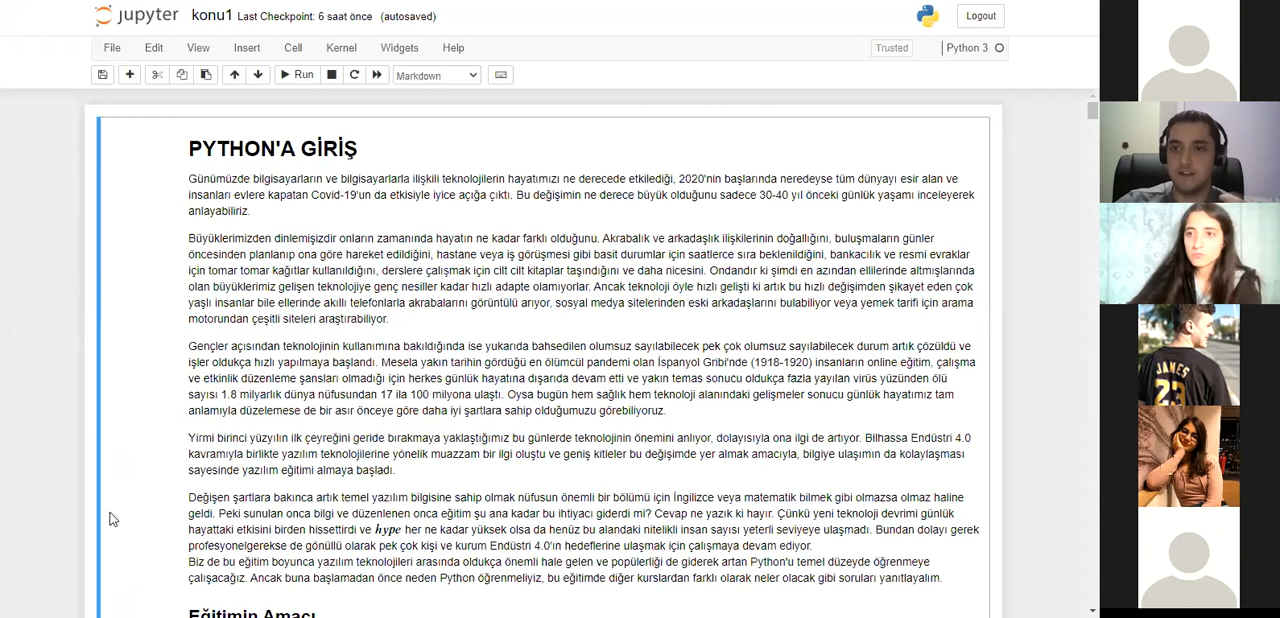 jupyter konu1 Last Checkpoint: 6 saat önce (autosaved) Logout
File Edit View Insert Cell Kernel Widgets Help Trusted Python 3
Run Markdown
PYTHON'A GİRİŞ
Günümüzde bilgisayarların ve bilgisayarlarla ilişkili teknolojilerin hayatımızı ne derecede etkilediği, 2020'nin başlarında neredeyse tüm dünyayı esir alan ve
insanları evlere kapatan Covid-19'un da etkisiyle iyice açığa çıktı. Bu değişimin ne derece büyük olduğunu sadece 30-40 yıl önceki günlük yaşamı inceleyerek
anlayabiliriz.
Büyüklerimizden dinlemişizdir onların zamanında hayatın ne kadar farklı olduğunu. Akrabalık ve arkadaşlık ilişkilerinin doğallığını, buluşmaların günler
öncesinden planlanıp ona göre hareket edildiğini, hastane veya iş görüşmesi gibi basit durumlar için saatlerce sıra beklenildiğini, bankacılık ve resmi evraklar
için tomar tomar kağıtlar kullanıldığını, derslere çalışmak için cilt cilt kitaplar taşındığını ve daha nicesini. Ondandır ki şimdi en azından ellilerinde altmışlarında
olan büyüklerimiz gelişen teknolojiye genç nesiller kadar hızlı adapte olamıyorlar. Ancak teknoloji öyle hızlı gelişti ki artık bu hızlı değişimden şikayet eden çok
yaşlı insanlar bile ellerinde akıllı telefonlarla akrabalarını görüntülü arıyor, sosyal medya sitelerinden eski arkadaşlarını bulabiliyor veya yemek tarifi için arama
motorundan çeşitli siteleri araştırabiliyor.
Gençler açısından teknolojinin kullanımına bakıldığında ise yukarıda bahsedilen olumsuz sayılabilecek pek çok olumsuz sayılabilecek durum artık çözüldü ve
işler oldukça hızlı yapılmaya başlandı. Mesela yakın tarihin gördüğü en ölümcül pandemi olan İspanyol Gribi'nde (1918-1920) insanların online eğitim, çalışma
ve etkinlik düzenleme şansları olmadığı için herkes günlük hayatına dışarıda devam etti ve yakın temas sonucu oldukça fazla yayılan virüs yüzünden ölü
sayısı 1.8 milyarlık dünya nüfusundan 17 ila 100 milyona ulaştı. Oysa bugün hem sağlık hem teknoloji alanındaki gelişmeler sonucu günlük hayatımız tam
anlamıyla düzelemese de bir asır önceye göre daha iyi şartlara sahip olduğumuzu görebiliyoruz.
Yirmi birinci yüzyılın ilk çeyreğini geride bırakmaya yaklaştığımız bu günlerde teknolojinin önemini anlıyor, dolayısıyla ona ilgi de artıyor. Bilhassa Endüstri 4.0
kavramıyla birlikte yazılım teknolojilerine yönelik muazzam bir ilgi oluştu ve geniş kitleler bu değişimde yer almak amacıyla, bilgiye ulaşımın da kolaylaşması
sayesinde yazılım eğitimi almaya başladı.
Değişen şartlara bakınca artık temel yazılım bilgisine sahip olmak nüfusun önemli bir bölümü için İngilizce veya matematik bilmek gibi olmazsa olmaz haline
geldi. Peki sunulan onca bilgi ve düzenlenen onca eğitim şu ana kadar bu ihtiyacı giderdi mi? Cevap ne yazık ki hayır. Çünkü yeni teknoloji devrimi günlük
hayattaki etkisini birden hissettirdi ve hype her ne kadar yüksek olsa da henüz bu alandaki nitelikli insan sayısı yeterli seviyeye ulaşmadı. Bundan dolayı gerek
profesyonelgerekse de gönüllü olarak pek çok kişi ve kurum Endüstri 4.0'ın hedeflerine ulaşmak için çalışmaya devam ediyor.
Biz de bu eğitim boyunca yazılım teknolojileri arasında oldukça önemli hale gelen ve popülerliği de giderek artan Python'u temel düzeyde öğrenmeye
çalışacağız. Ancak buna başlamadan önce neden Python öğrenmeliyiz, bu eğitimde diğer kurslardan farklı olarak neler olacak gibi soruları yanıtlayalım.
Eğitimin Amacı
JAMES
23